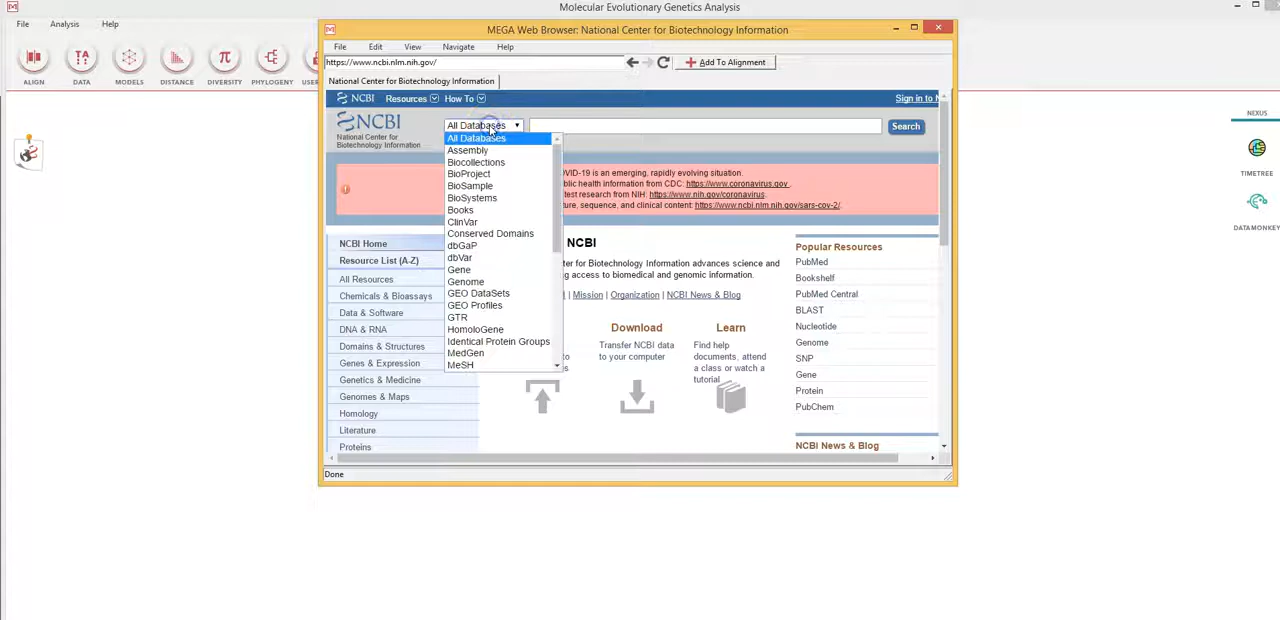 Molecular Evolutionary Genetics Analysis
File Analysis Help
ALIGN DATA MODELS DISTANCE DIVERSITY PHYLOGENY USER
MEGA Web Browser: National Center for Biotechnology Information
File Edit View Navigate Help
https://www.ncbi.nlm.nih.gov/
Add To Alignment
National Center for Biotechnology Information
NCBI Resources How To Sign in to N
NCBI
National Center for
Biotechnology Information
All Databases
Search
All Databases
Assembly
Biocollections
BioProject
BioSample
BioSystems
Books
ClinVar
Conserved Domains
dbGaP
dbVar
Gene
Genome
GEO DataSets
GEO Profiles
GTR
HomoloGene
Identical Protein Groups
MedGen
MeSH
OVID-19 is an emerging, rapidly evolving situation.
blic health information from CDC: https://www.coronavirus.gov .
test research from NIH: https://www.nih.gov/coronavirus.
ture, sequence, and clinical content: https://www.ncbi.nlm.nih.gov/sars-cov-2/.
NCBI Home
Resource List (A-Z)
All Resources
Chemicals & Bioassays
Data & Software
DNA & RNA
Domains & Structures
Genes & Expression
Genetics & Medicine
Genomes & Maps
Homology
Literature
Proteins
NCBI
ter for Biotechnology Information advances science and
ng access to biomedical and genomic information.
| Mission | Organization | NCBI News & Blog
Download
Transfer NCBI data
to your computer
Learn
Find help
documents, attend
a class or watch a
tutorial
to
s
Popular Resources
PubMed
Bookshelf
PubMed Central
BLAST
Nucleotide
Genome
SNP
Gene
Protein
PubChem
NCBI News & Blog
Done
NEXUS
TIMETREE
DATAMONKEY